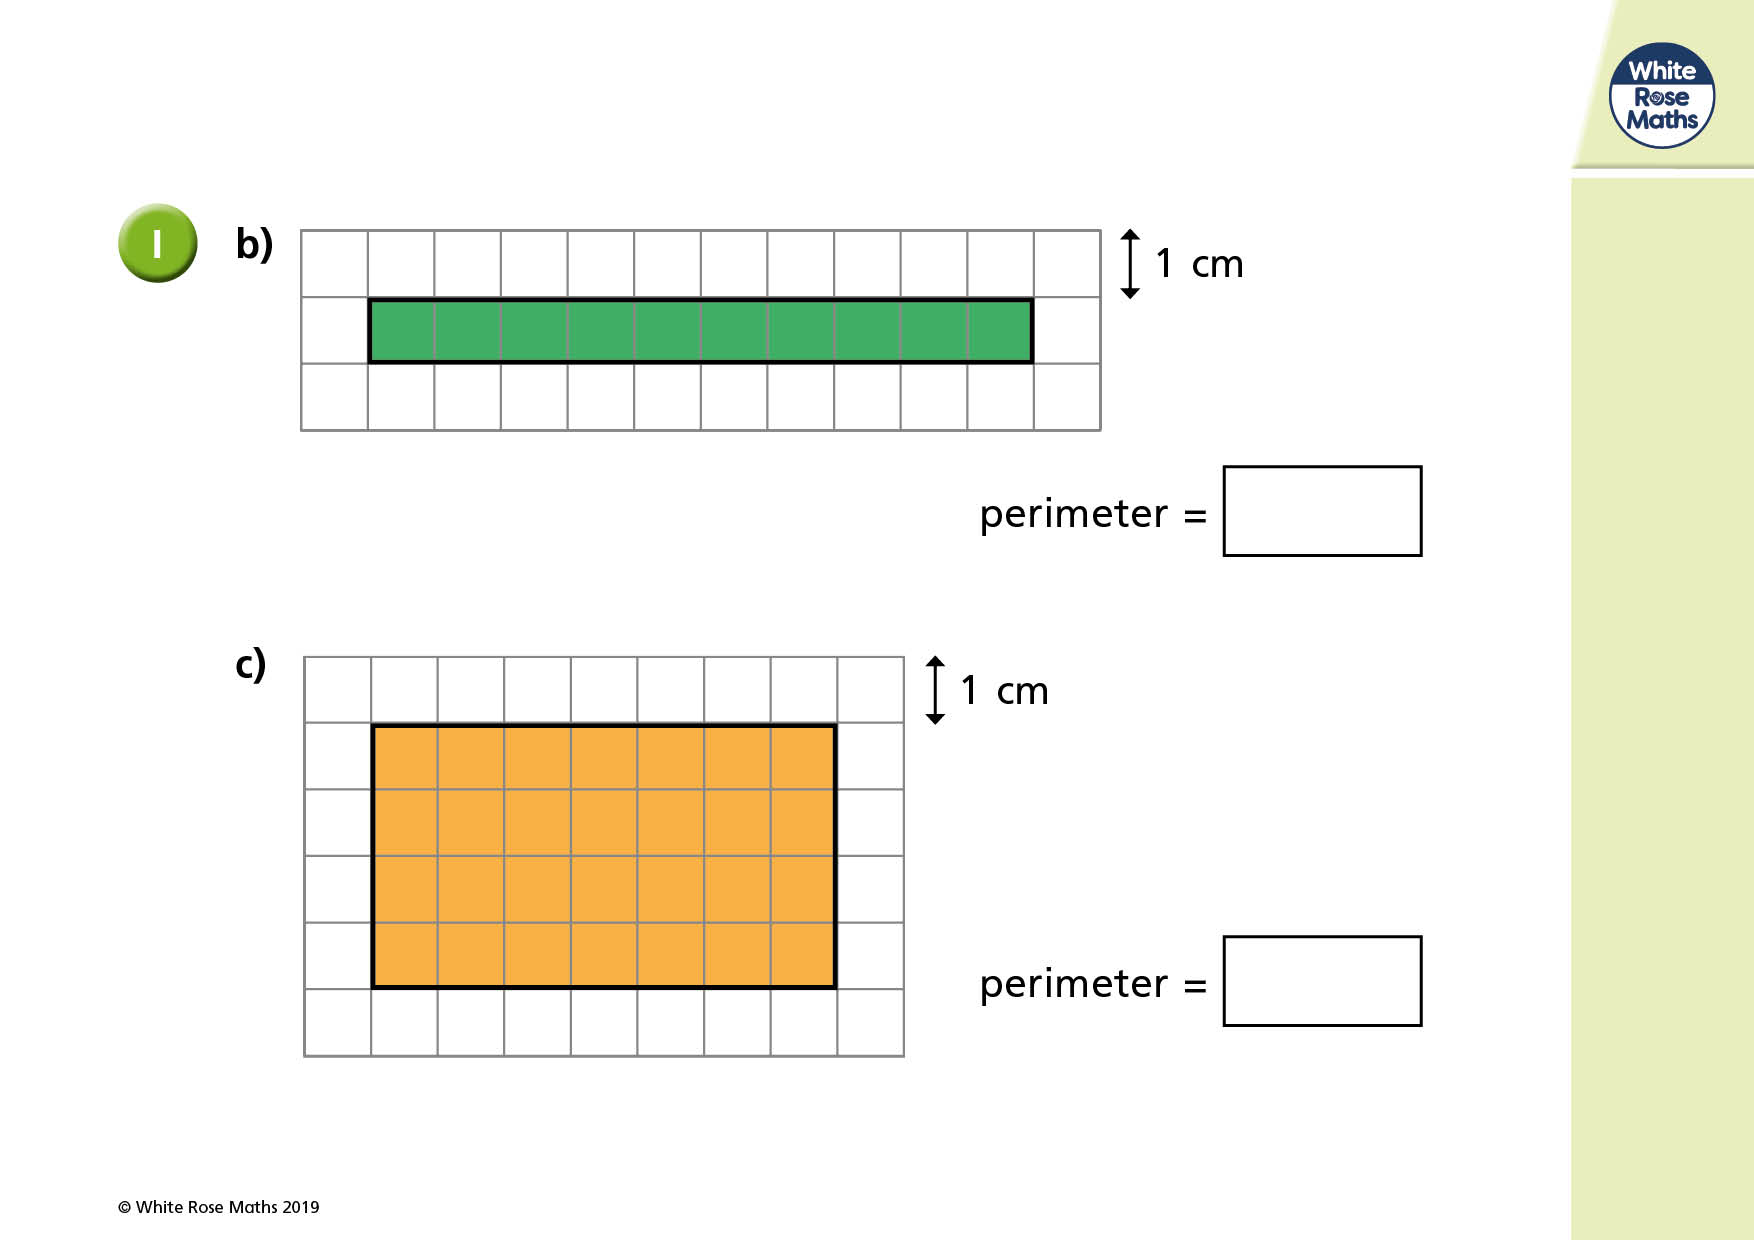 White
Rose
Maths
1 b)
1 cm
perimeter =
c)
1 cm
perimeter =
© White Rose Maths 2019